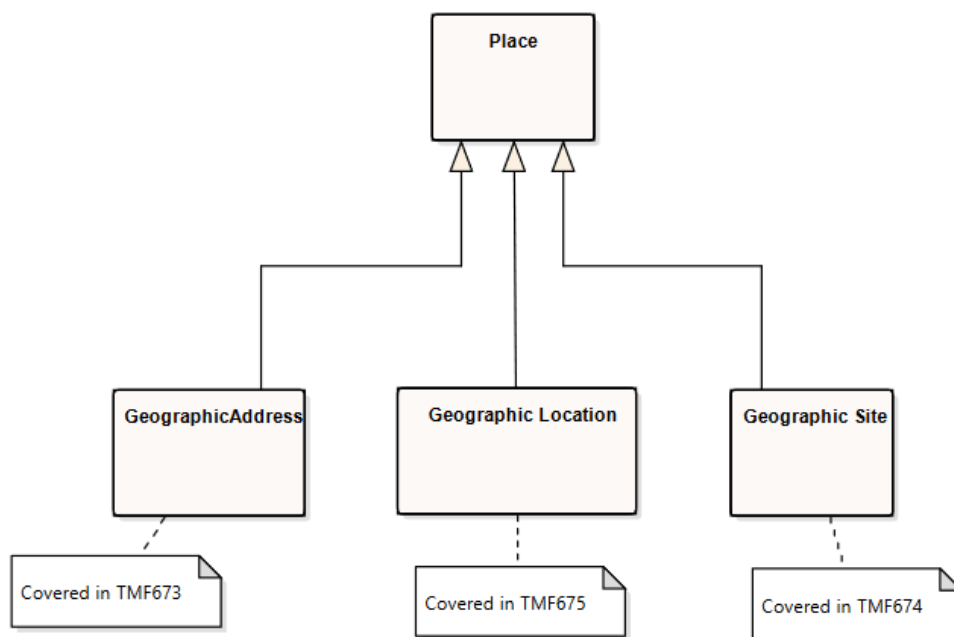 Place
GeographicAddress
Geographic Location
Geographic Site
Covered in TMF673
Covered in TMF675
Covered in TMF674